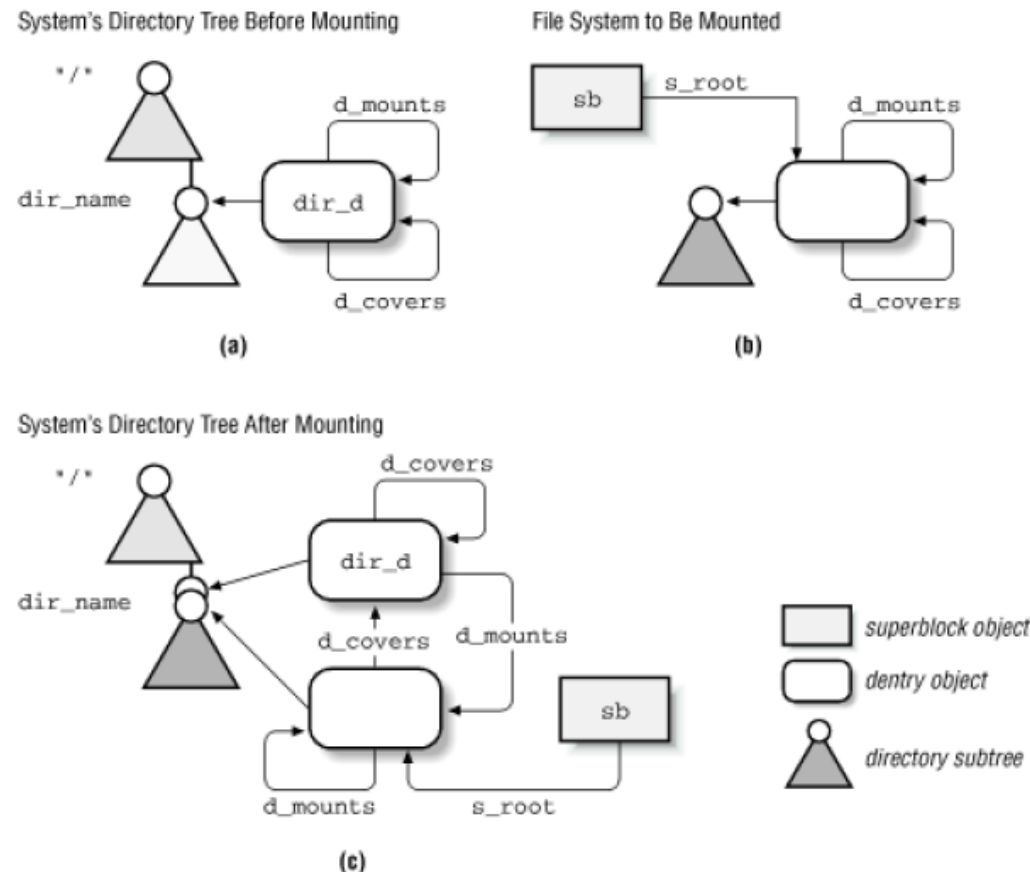 System's Directory Tree Before Mounting
File System to Be Mounted
"/"
d_mounts
dir_name
dir_d
d_covers
(a)
sb
s_root
d_mounts
d_covers
(b)
System's Directory Tree After Mounting
"/"
d_covers
dir_d
dir_name
d_covers
d_mounts
sb
d_mounts
s_root
(c)
superblock object
dentry object
directory subtree